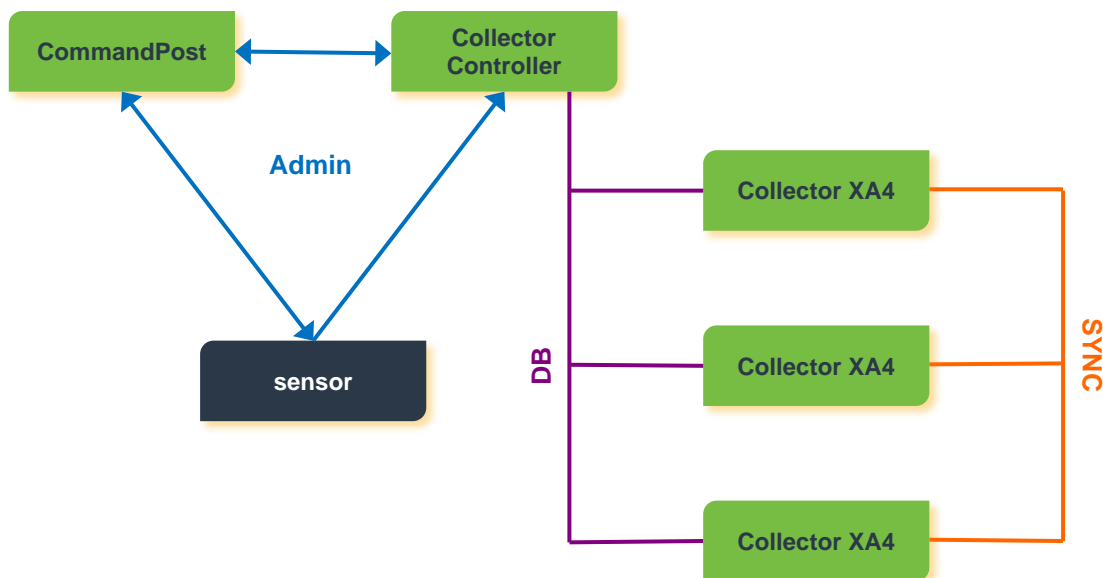 CommandPost
Collector
Controller
Admin
Collector XA4
sensor
DB
Collector XA4
SYNC
Collector XA4